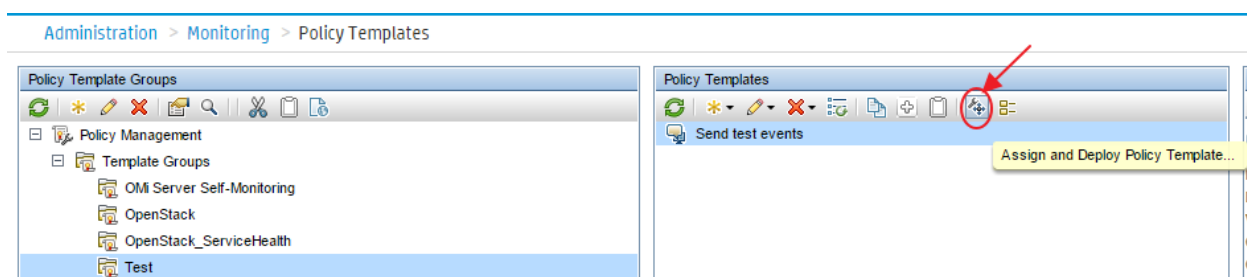 Administration > Monitoring > Policy Templates
Policy Template Groups
Policy Management
Template Groups
OMi Server Self-Monitoring
OpenStack
OpenStack_ServiceHealth
Test
Policy Templates
Send test events
Assign and Deploy Policy Template...